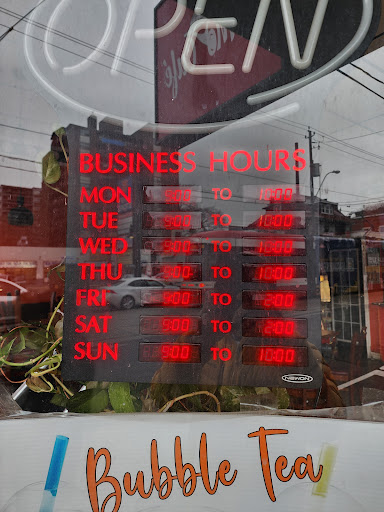 OPEN
BUSINESS HOURS
MON 9:00 TO 10:00
TUE 9:00 TO 10:00
WED 9:00 TO 10:00
THU 9:00 TO 10:00
FRI 9:00 TO 2:00
SAT 9:00 TO 2:00
SUN 9:00 TO 10:00
NEWON
Bubble Tea